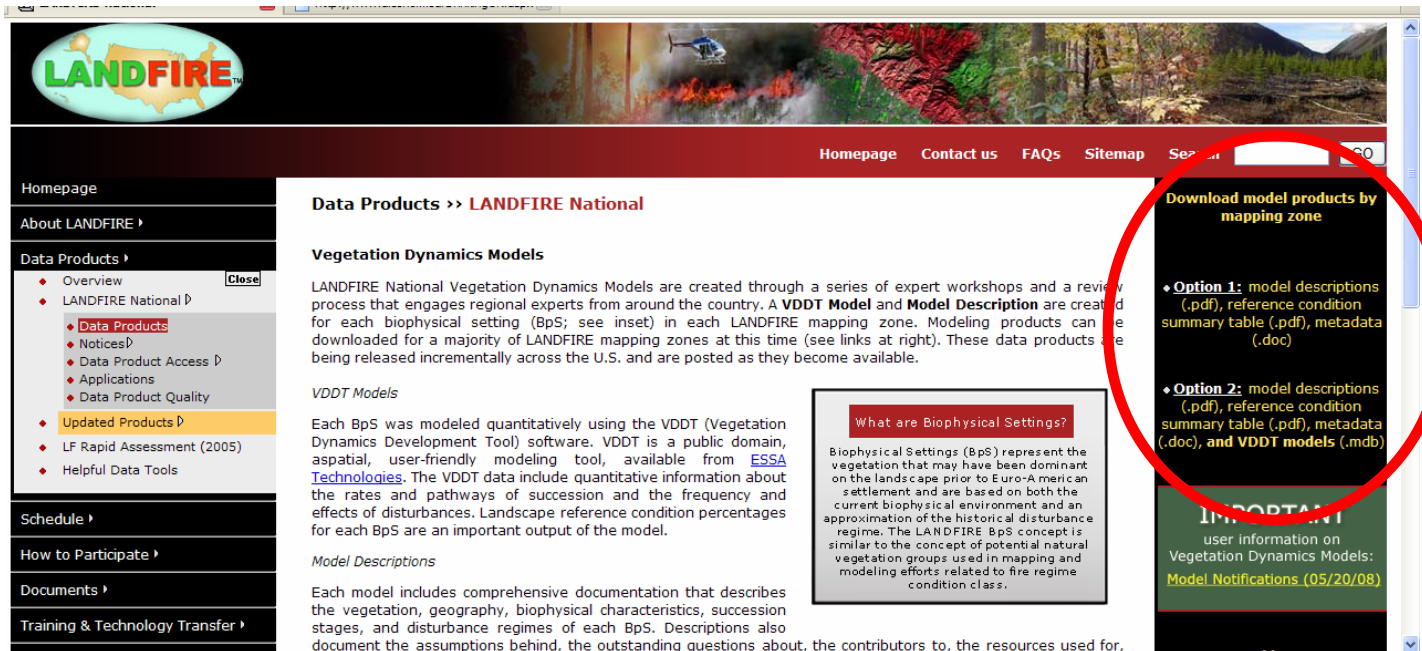 LANDFIRE™
Homepage Contact us FAQs Sitemap Search GO
Homepage
About LANDFIRE
Data Products
Overview Close
LANDFIRE National
Data Products
Notices
Data Product Access
Applications
Data Product Quality
Updated Products
LF Rapid Assessment (2005)
Helpful Data Tools
Schedule
How to Participate
Documents
Training & Technology Transfer
Data Products ›› LANDFIRE National
Vegetation Dynamics Models
LANDFIRE National Vegetation Dynamics Models are created through a series of expert workshops and a review
process that engages regional experts from around the country. A VDDT Model and Model Description are created
for each biophysical setting (BpS; see inset) in each LANDFIRE mapping zone. Modeling products can be
downloaded for a majority of LANDFIRE mapping zones at this time (see links at right). These data products are
being released incrementally across the U.S. and are posted as they become available.
VDDT Models
Each BpS was modeled quantitatively using the VDDT (Vegetation
Dynamics Development Tool) software. VDDT is a public domain,
aspatial, user-friendly modeling tool, available from ESSA
Technologies. The VDDT data include quantitative information about
the rates and pathways of succession and the frequency and
effects of disturbances. Landscape reference condition percentages
for each BpS are an important output of the model.
Model Descriptions
Each model includes comprehensive documentation that describes
the vegetation, geography, biophysical characteristics, succession
stages, and disturbance regimes of each BpS. Descriptions also
document the assumptions behind, the outstanding questions about, the contributors to, the resources used for,
What are Biophysical Settings?
Biophysical Settings (BpS) represent the
vegetation that may have been dominant
on the landscape prior to Euro-American
settlement and are based on both the
current biophysical environment and an
approximation of the historical disturbance
regime. The LANDFIRE BpS concept is
similar to the concept of potential natural
vegetation groups used in mapping and
modeling efforts related to fire regime
condition class.
Download model products by
mapping zone
Option 1: model descriptions
(.pdf), reference condition
summary table (.pdf), metadata
(.doc)
Option 2: model descriptions
(.pdf), reference condition
summary table (.pdf), metadata
(.doc), and VDDT models (.mdb)
IMPORTANT
user information on
Vegetation Dynamics Models:
Model Notifications (05/20/08)